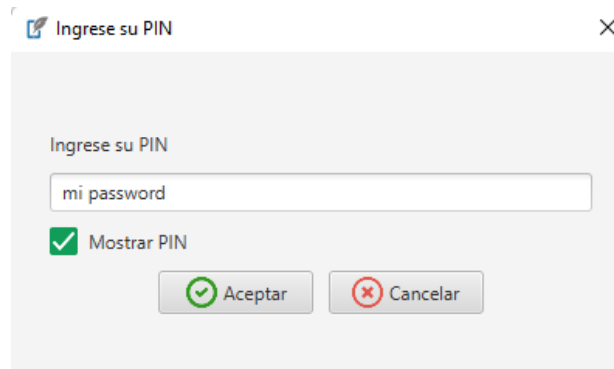 Ingrese su PIN
Ingrese su PIN
mi password
Mostrar PIN
Aceptar Cancelar